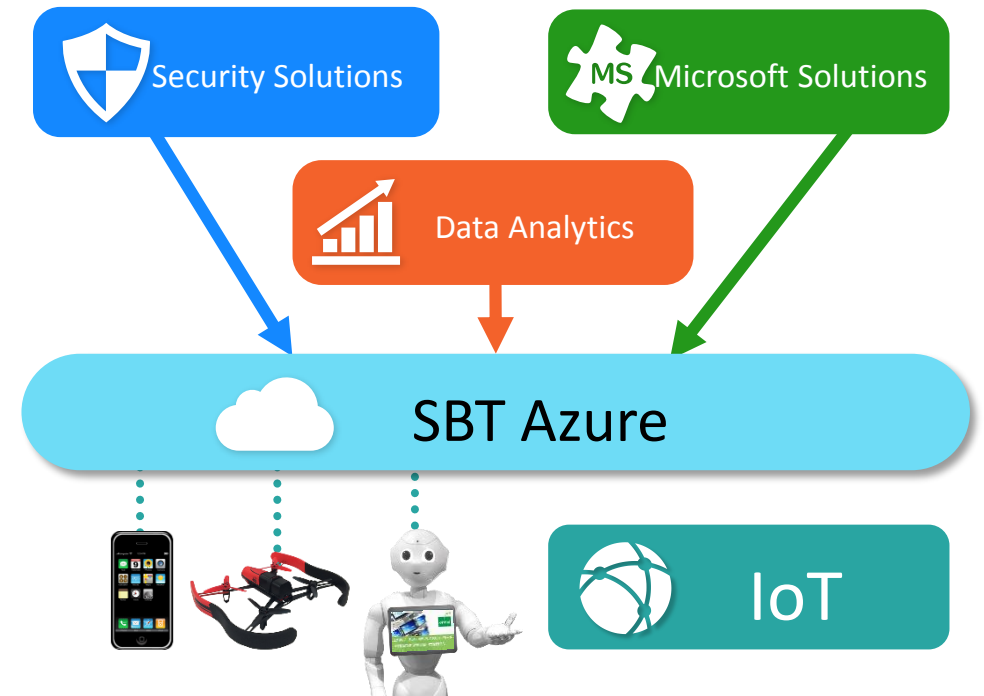 Security Solutions
MS Microsoft Solutions
Data Analytics
SBT Azure
IoT